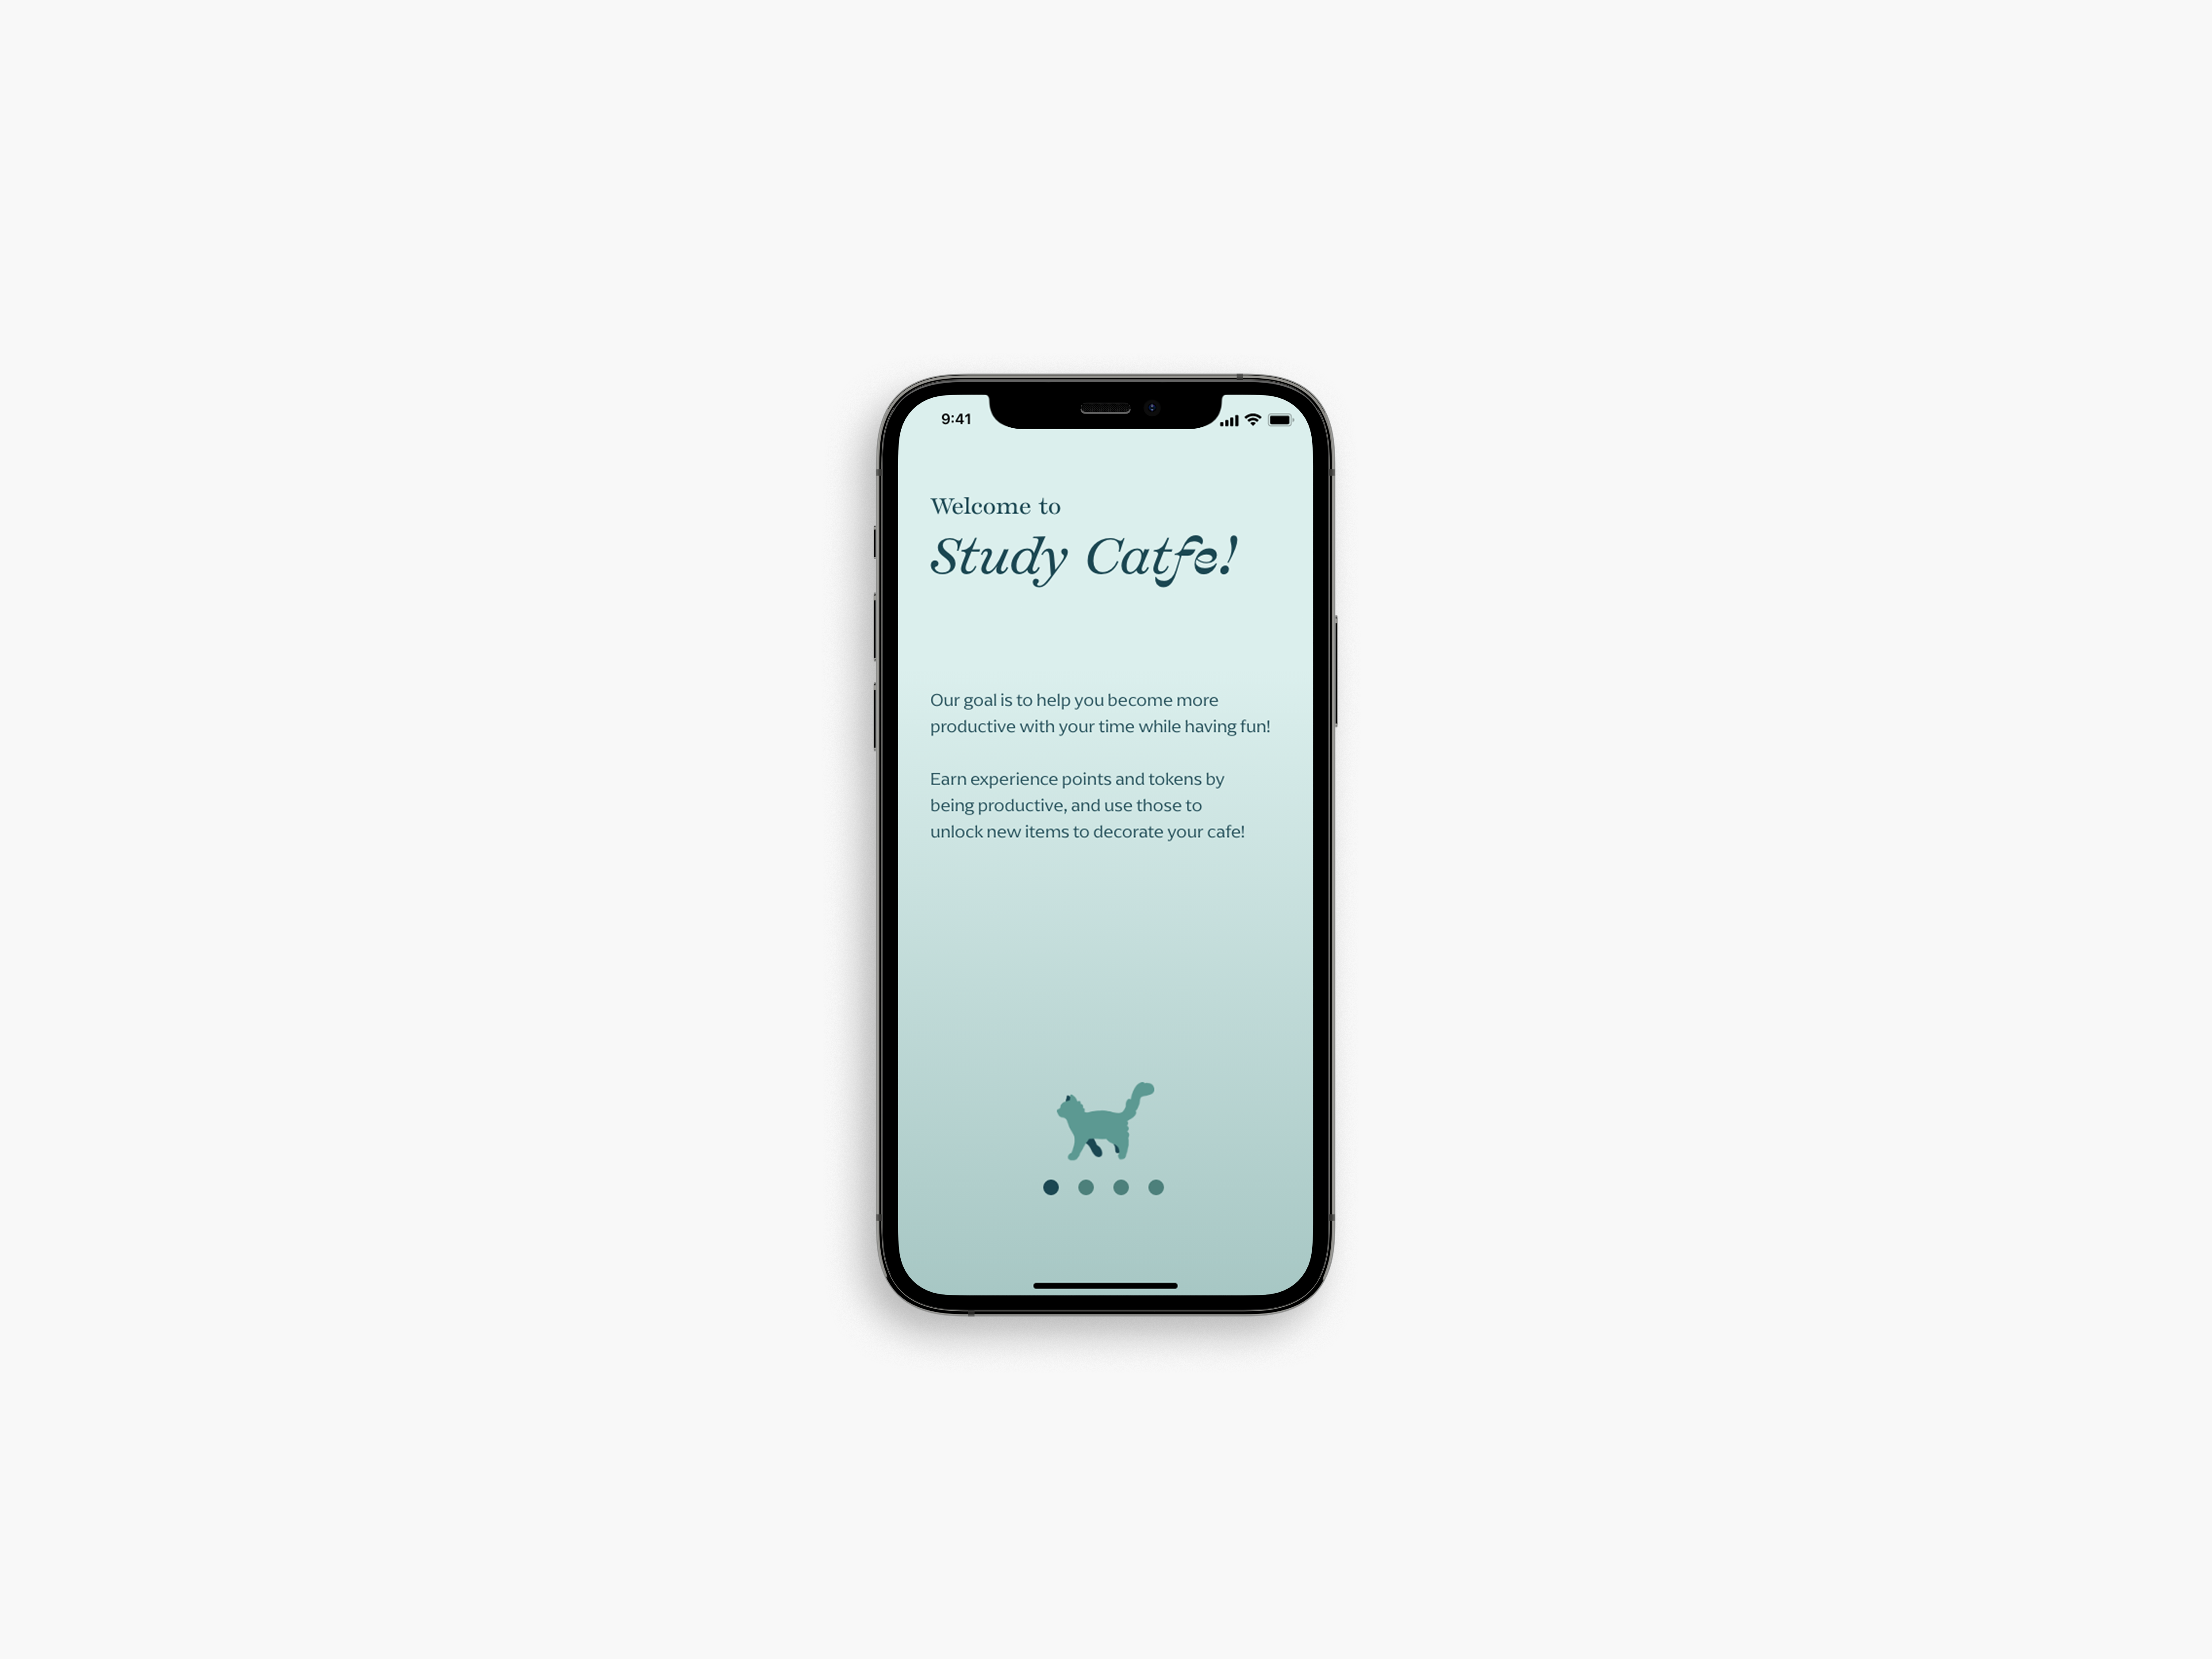 9:41
Welcome to
Study Catfe!
Our goal is to help you become more
productive with your time while having fun!
Earn experience points and tokens by
being productive, and use those to
unlock new items to decorate your cafe!